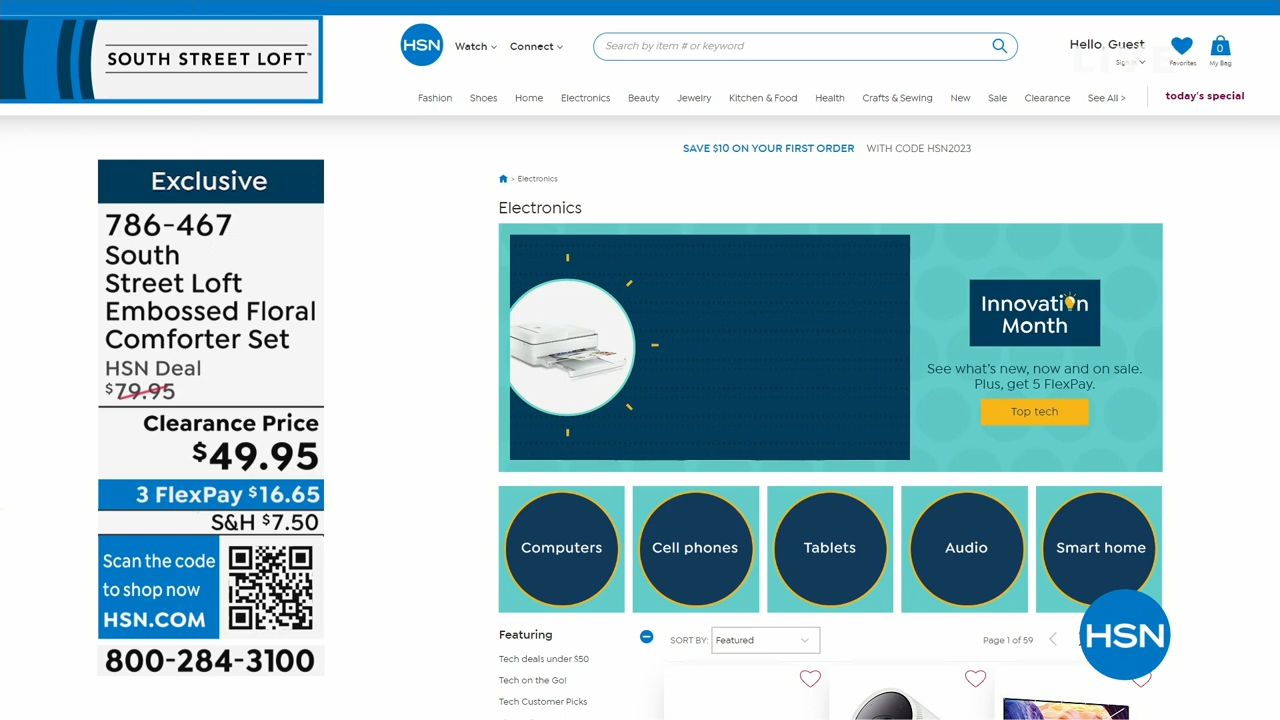 SOUTH STREET LOFT™
HSN
Watch
Connect
Search by item # or keyword
Hello, Guest
Sign In
LIVE
Favorites
0
My Bag
Fashion
Shoes
Home
Electronics
Beauty
Jewelry
Kitchen & Food
Health
Crafts & Sewing
New
Sale
Clearance
See All >
today's special
SAVE $10 ON YOUR FIRST ORDER WITH CODE HSN2023
> Electronics
Electronics
Exclusive
786-467
South
Street Loft
Embossed Floral
Comforter Set
HSN Deal
$79.95
Clearance Price
$49.95
3 FlexPay $16.65
S&H $7.50
Scan the code
to shop now
HSN.COM
800-284-3100
Innovation
Month
See what's new, now and on sale.
Plus, get 5 FlexPay.
Top tech
Computers
Cell phones
Tablets
Audio
Smart home
Featuring
Tech deals under $50
Tech on the Go!
Tech Customer Picks
SORT BY:
Featured
Page 1 of 59
HSN